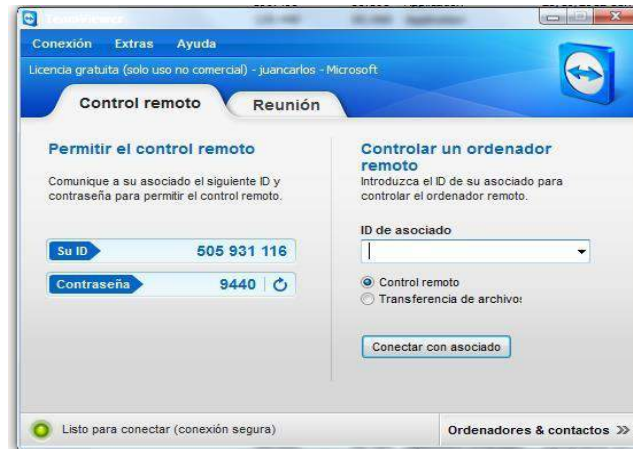 Conexión Extras Ayuda
Licencia gratuita (solo uso no comercial) - juancarlos - Microsoft
Control remoto
Reunión
Permitir el control remoto
Comunique a su asociado el siguiente ID y
contraseña para permitir el control remoto.
Su ID 505 931 116
Contraseña 9440
Controlar un ordenador
remoto
Introduzca el ID de su asociado para
controlar el ordenador remoto.
ID de asociado
Control remoto
Transferencia de archivos
Conectar con asociado
Listo para conectar (conexión segura)
Ordenadores & contactos